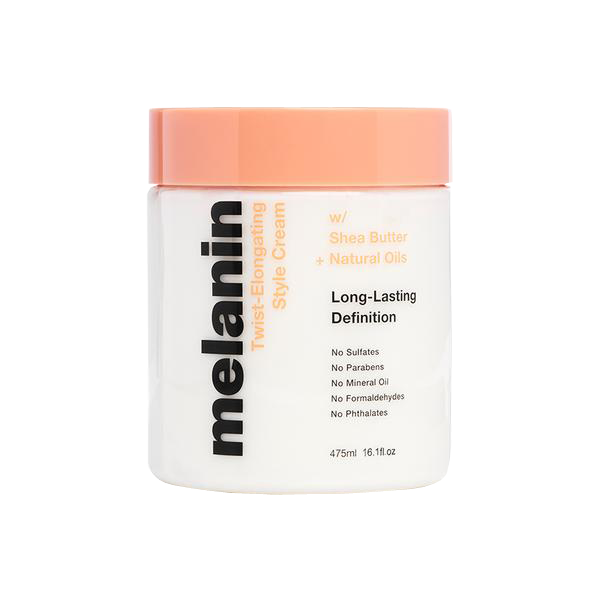 melanin
Twist-Elongating
Style Cream
w/
Shea Butter
+ Natural Oils
Long-Lasting
Definition
No Sulfates
No Parabens
No Mineral Oil
No Formaldehydes
No Phthalates
475ml 16.1fl.oz